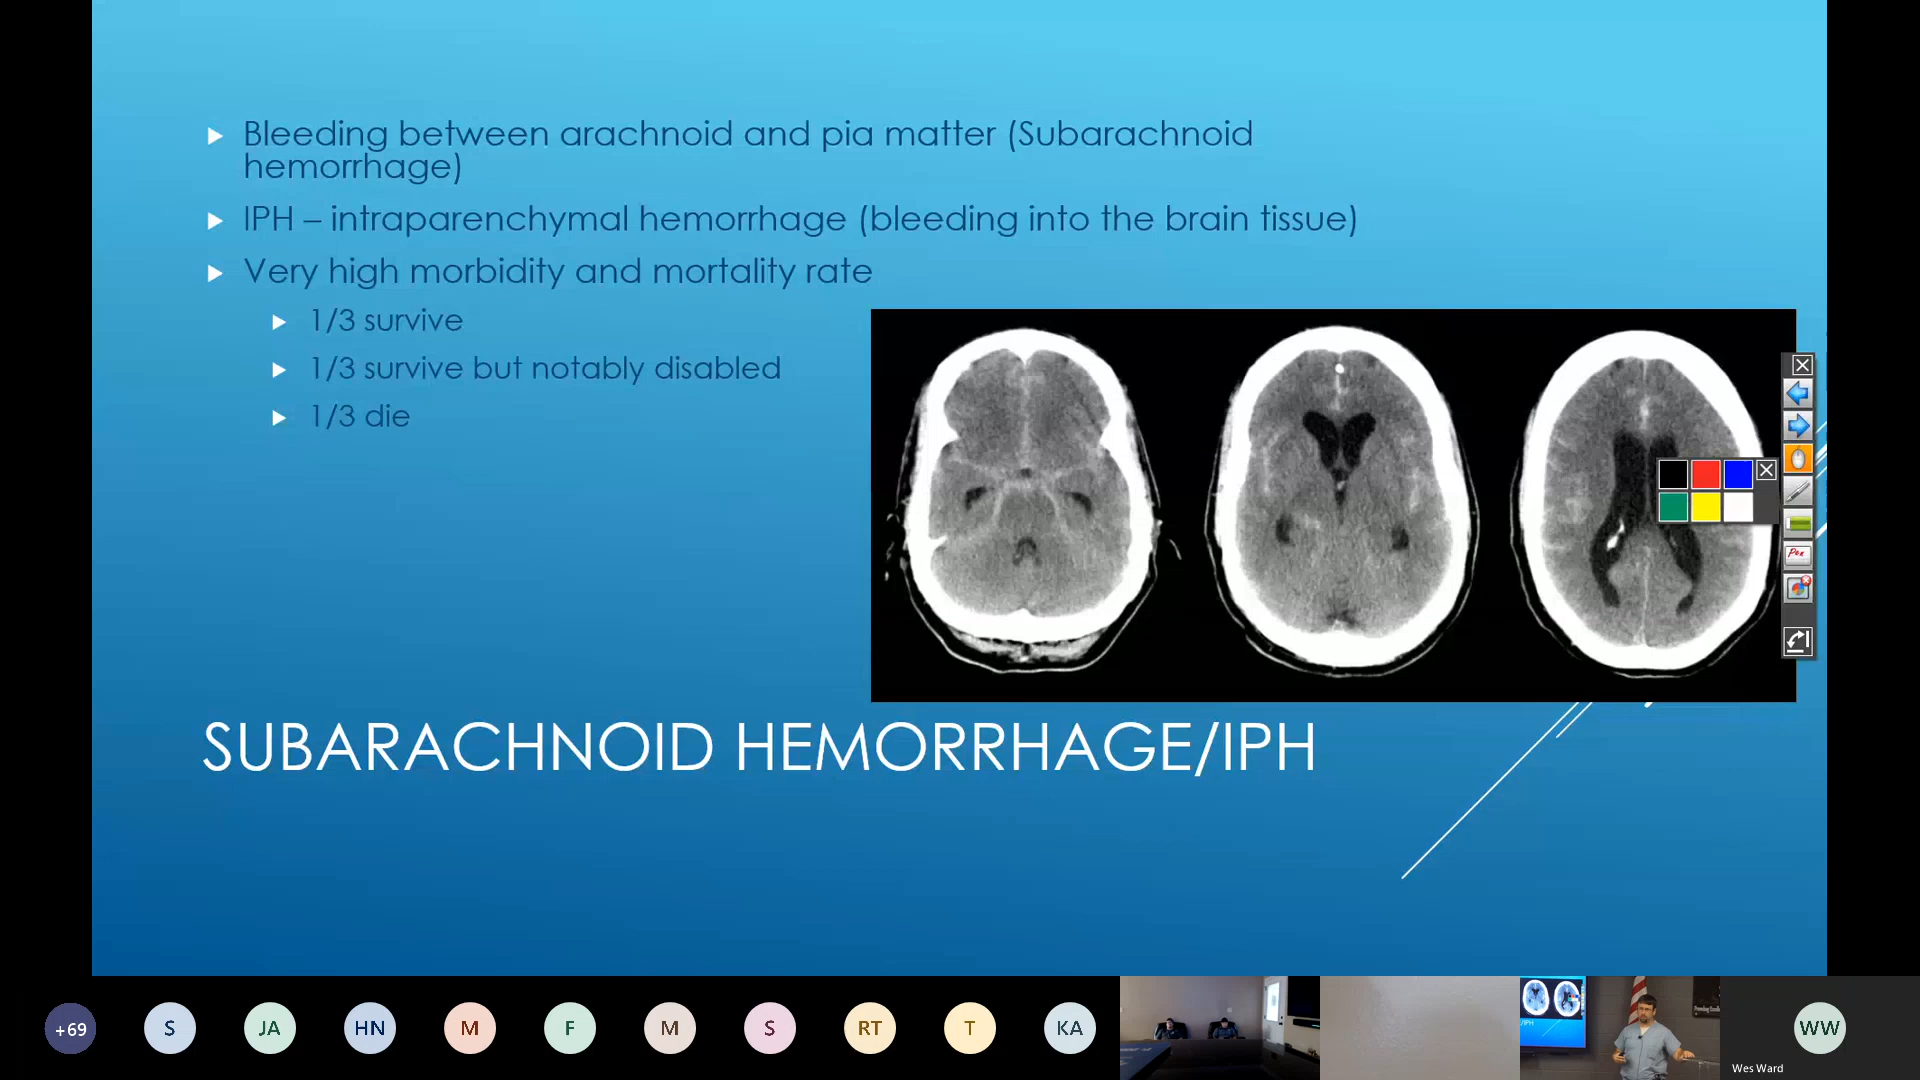 Bleeding between arachnoid and pia matter (Subarachnoid
hemorrhage)
IPH – intraparenchymal hemorrhage (bleeding into the brain tissue)
Very high morbidity and mortality rate
1/3 survive
1/3 survive but notably disabled
1/3 die
Pen
SUBARACHNOID HEMORRHAGE/IPH
+69
S
JA
HN
M
F
M
S
RT
T
KA
WW
Wes Ward